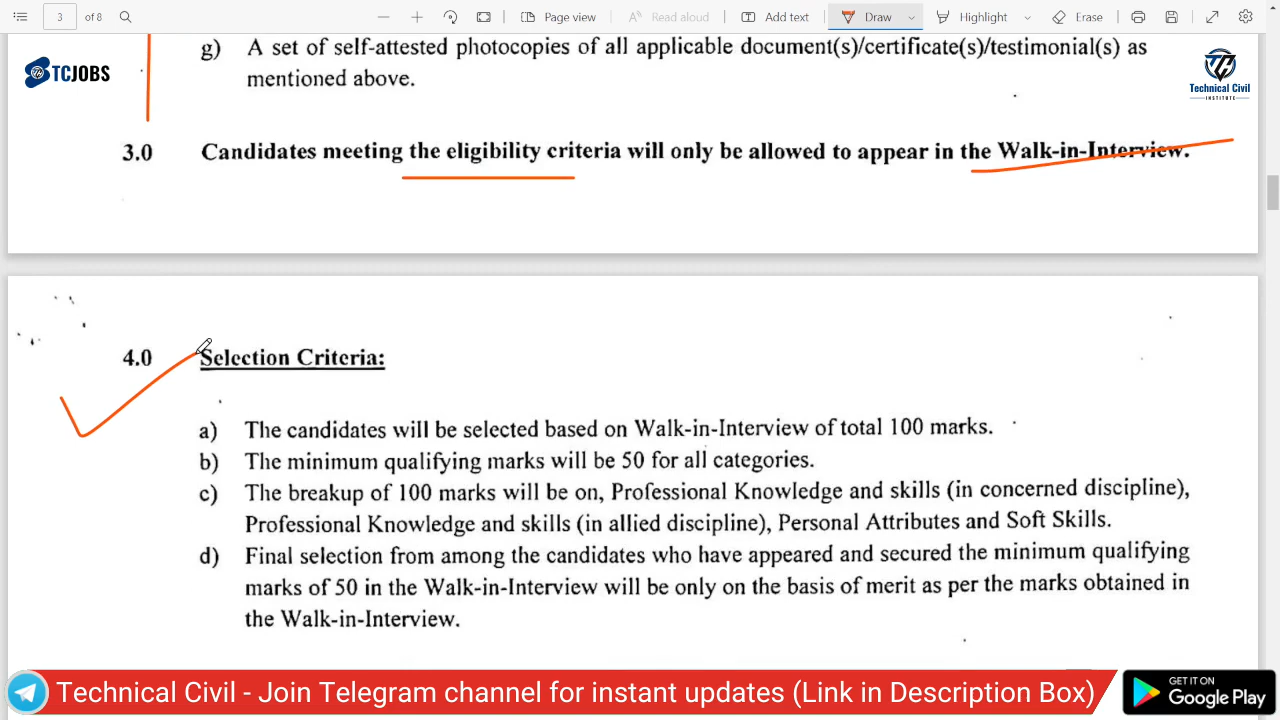 3 of 8 Page view Read aloud Add text Draw Highlight Erase
g) A set of self-attested photocopies of all applicable document(s)/certificate(s)/testimonial(s) as
mentioned above.
STCJOBS
Technical Civil
INSTITUTE
3.0 Candidates meeting the eligibility criteria will only be allowed to appear in the Walk-in-Interview.
4.0 Selection Criteria:
a) The candidates will be selected based on Walk-in-Interview of total 100 marks.
b) The minimum qualifying marks will be 50 for all categories.
c) The breakup of 100 marks will be on, Professional Knowledge and skills (in concerned discipline),
Professional Knowledge and skills (in allied discipline), Personal Attributes and Soft Skills.
d) Final selection from among the candidates who have appeared and secured the minimum qualifying
marks of 50 in the Walk-in-Interview will be only on the basis of merit as per the marks obtained in
the Walk-in-Interview.
Technical Civil - Join Telegram channel for instant updates (Link in Description Box)
GET IT ON
Google Play